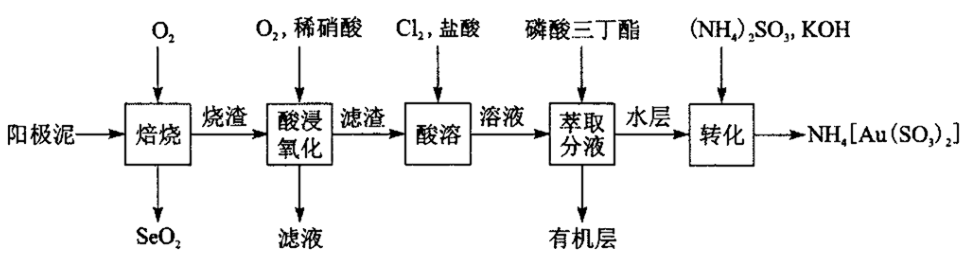 O₂
O₂,稀硝酸
Cl₂,盐酸
磷酸三丁酯
(NH₄)₂SO₃,KOH
阳极泥
焙烧
烧渣
酸浸
氧化
滤渣
酸溶
溶液
萃取
分液
水层
转化
NH₄[Au(SO₃)₂]
SeO₂
滤液
有机层